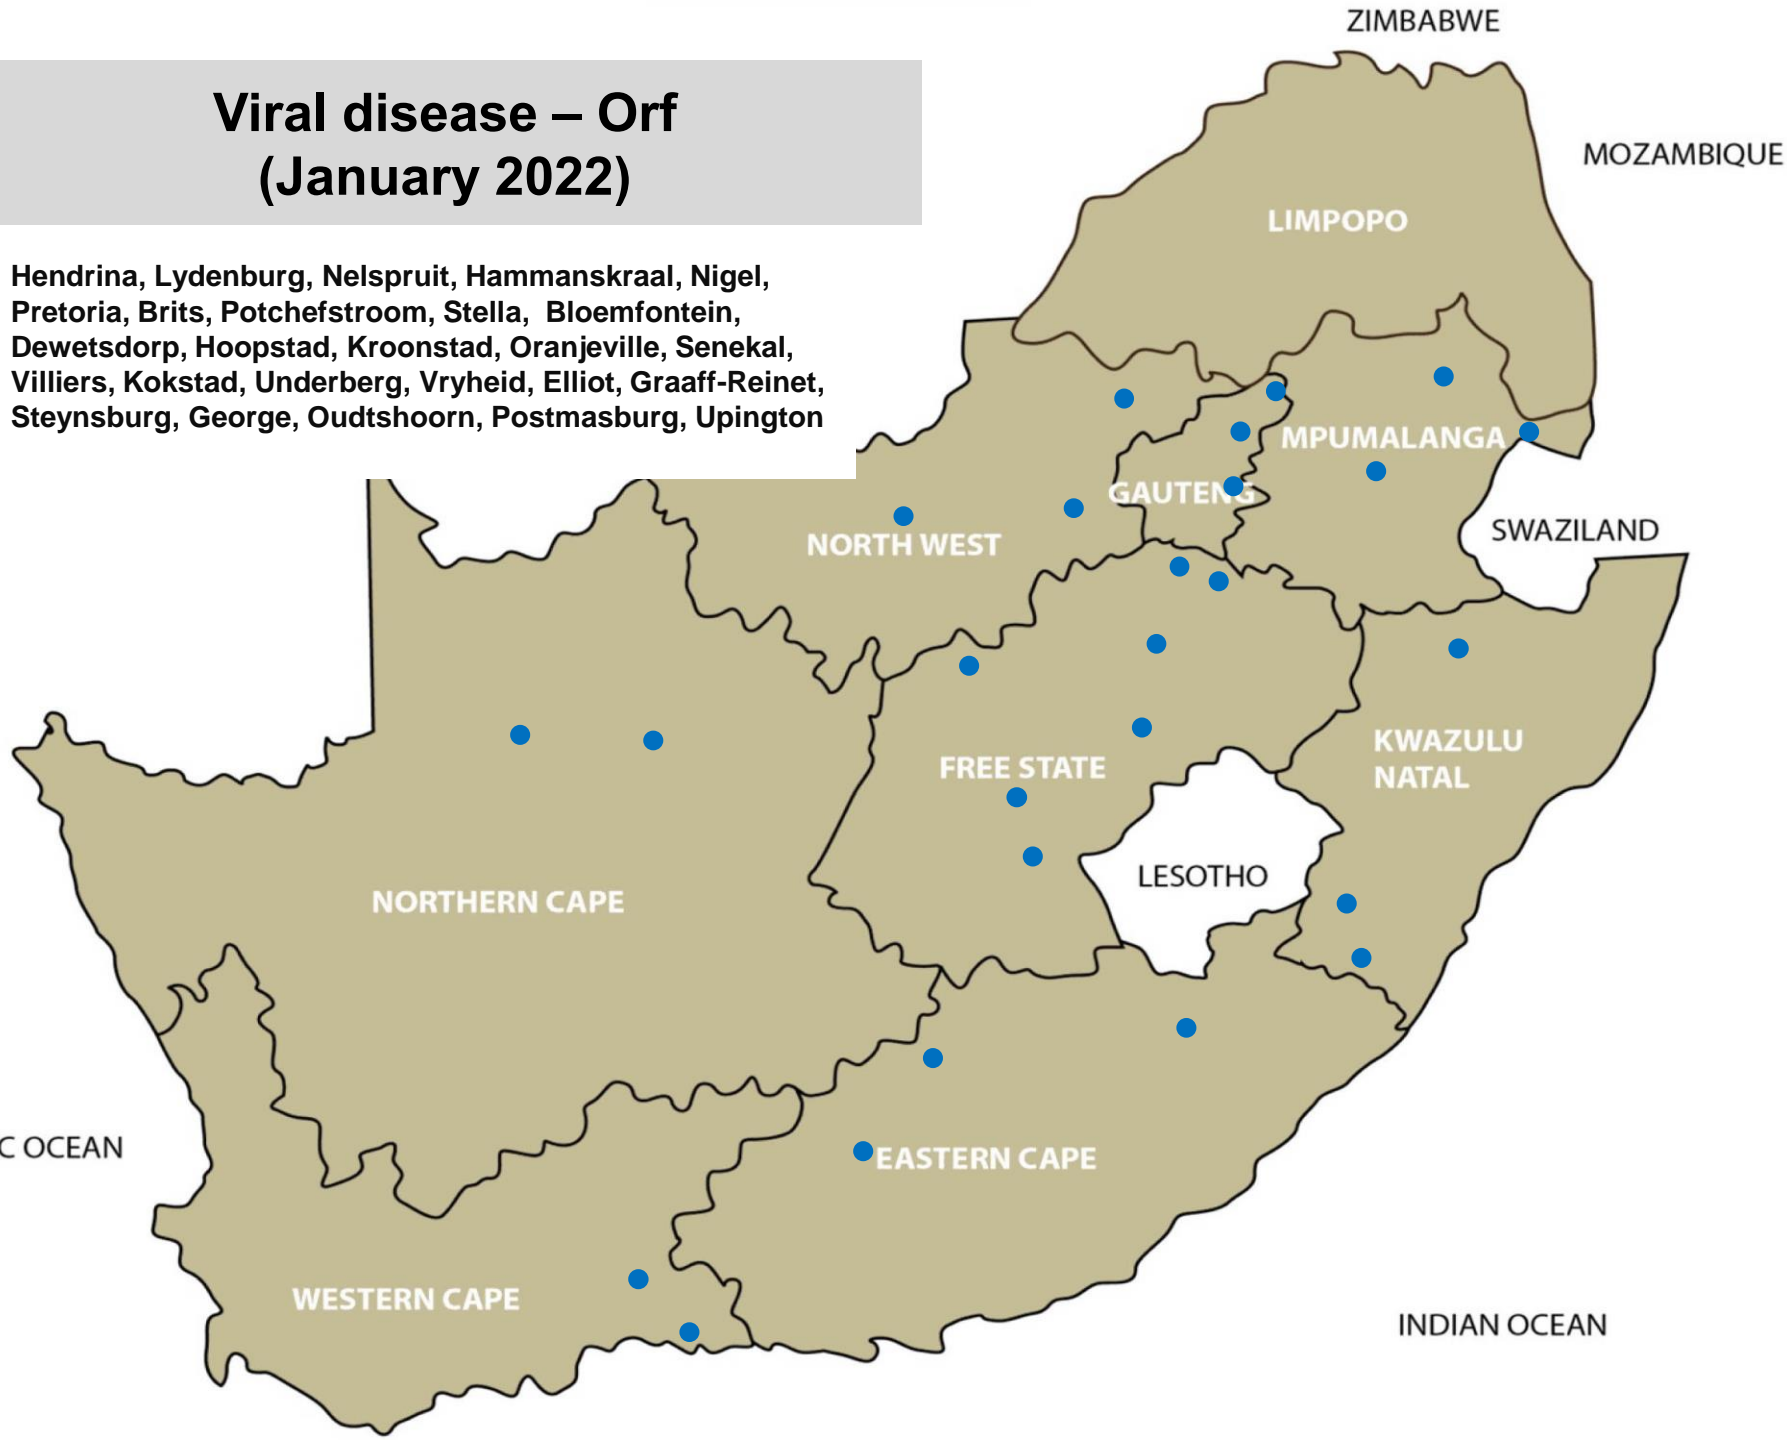 ZIMBABWE
Viral disease – Orf
(January 2022)
MOZAMBIQUE
LIMPOPO
Hendrina, Lydenburg, Nelspruit, Hammanskraal, Nigel,
Pretoria, Brits, Potchefstroom, Stella, Bloemfontein,
Dewetsdorp, Hoopstad, Kroonstad, Oranjeville, Senekal,
Villiers, Kokstad, Underberg, Vryheid, Elliot, Graaff-Reinet,
Steynsburg, George, Oudtshoorn, Postmasburg, Upington
MPUMALANGA
GAUTENG
SWAZILAND
NORTH WEST
KWAZULU
NATAL
FREE STATE
LESOTHO
NORTHERN CAPE
C OCEAN
EASTERN CAPE
WESTERN CAPE
INDIAN OCEAN